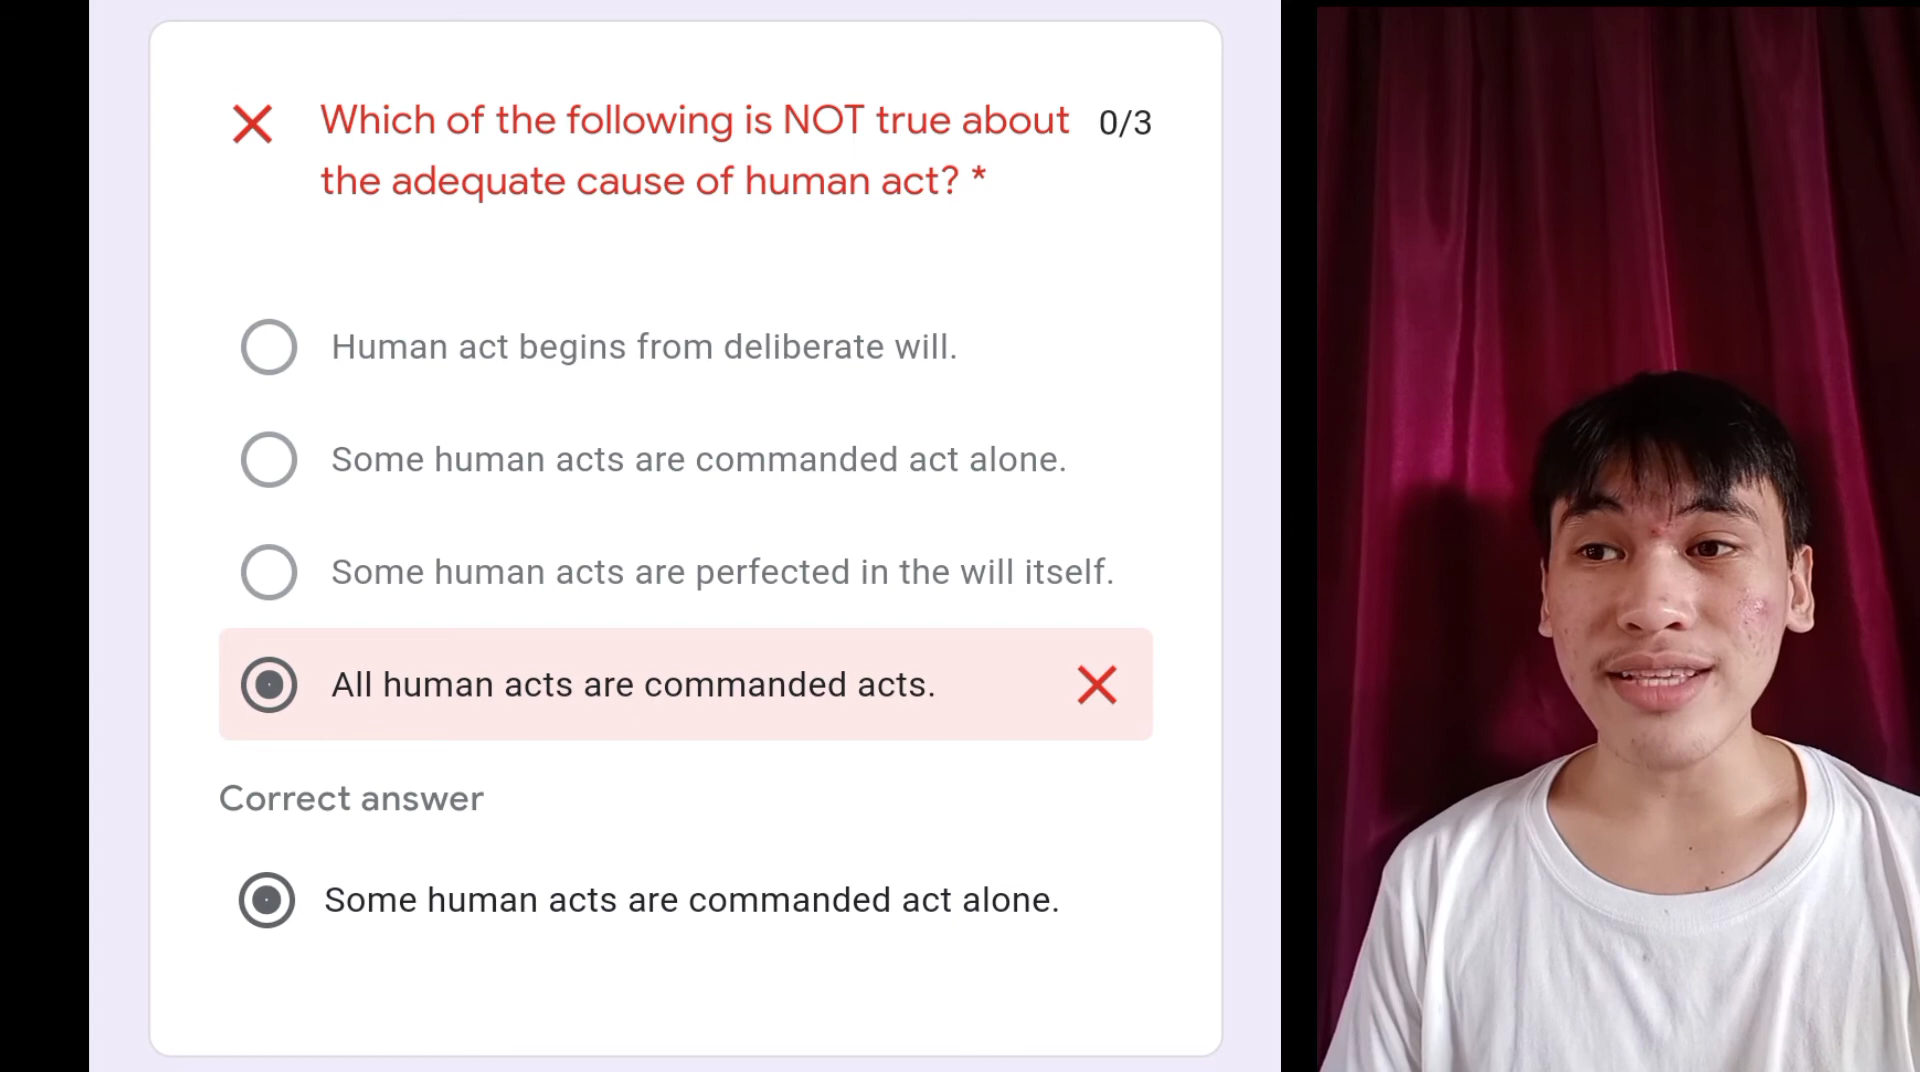 Which of the following is NOT true about 0/3
the adequate cause of human act? *
Human act begins from deliberate will.
Some human acts are commanded act alone.
Some human acts are perfected in the will itself.
All human acts are commanded acts.
Correct answer
Some human acts are commanded act alone.